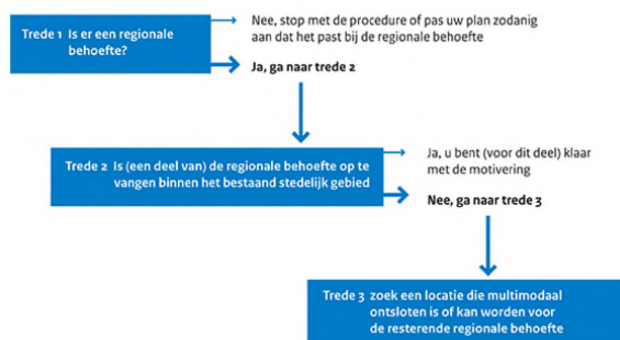 Trede 1 Is er een regionale
behoefte?
Nee, stop met de procedure of pas uw plan zodanig
aan dat het past bij de regionale behoefte
Ja, ga naar trede 2
Trede 2 Is (een deel van) de regionale behoefte op te
vangen binnen het bestaand stedelijk gebied
Ja, u bent (voor dit deel) klaar
met de motivering
Nee, ga naar trede 3
Trede 3 zoek een locatie die multimodaal
ontsloten is of kan worden voor
de resterende regionale behoefte